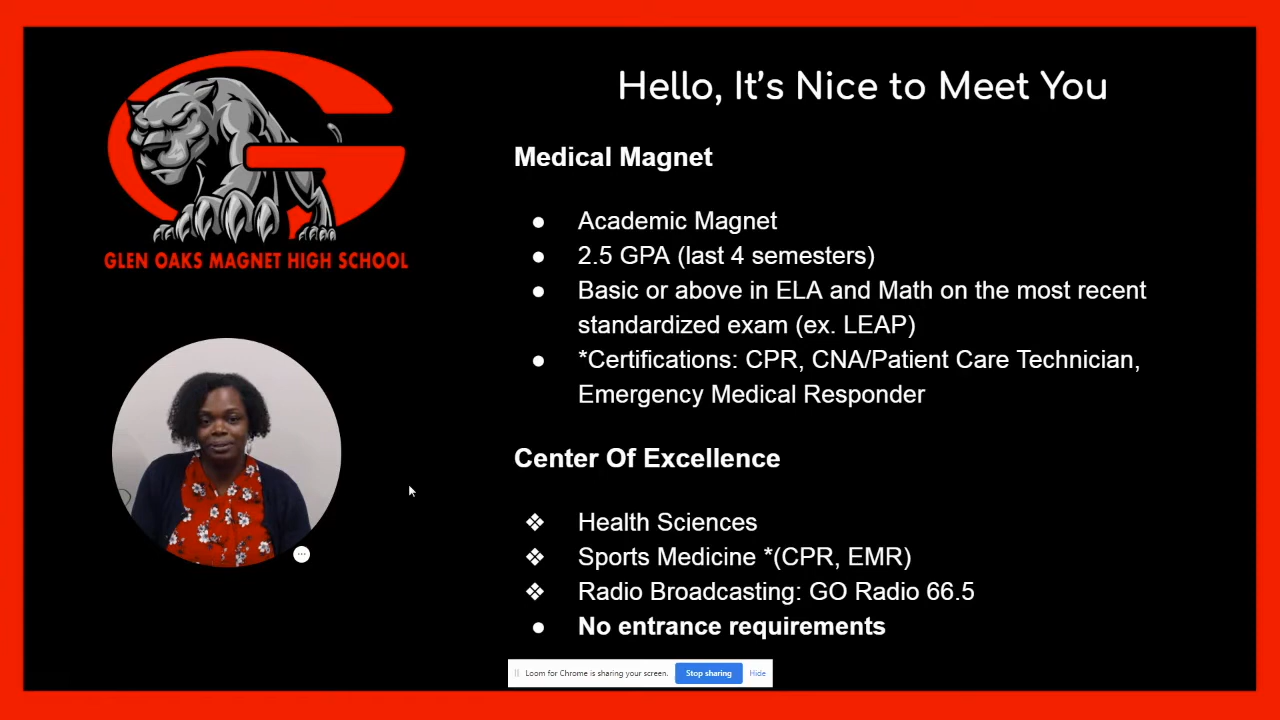 Hello, It's Nice to Meet You
GLEN OAKS MAGNET HIGH SCHOOL
Medical Magnet
● Academic Magnet
● 2.5 GPA (last 4 semesters)
● Basic or above in ELA and Math on the most recent
standardized exam (ex. LEAP)
● *Certifications: CPR, CNA/Patient Care Technician,
Emergency Medical Responder
Center Of Excellence
❖ Health Sciences
❖ Sports Medicine *(CPR, EMR)
❖ Radio Broadcasting: GO Radio 66.5
● No entrance requirements
Loom for Chrome is sharing your screen. Stop sharing Hide